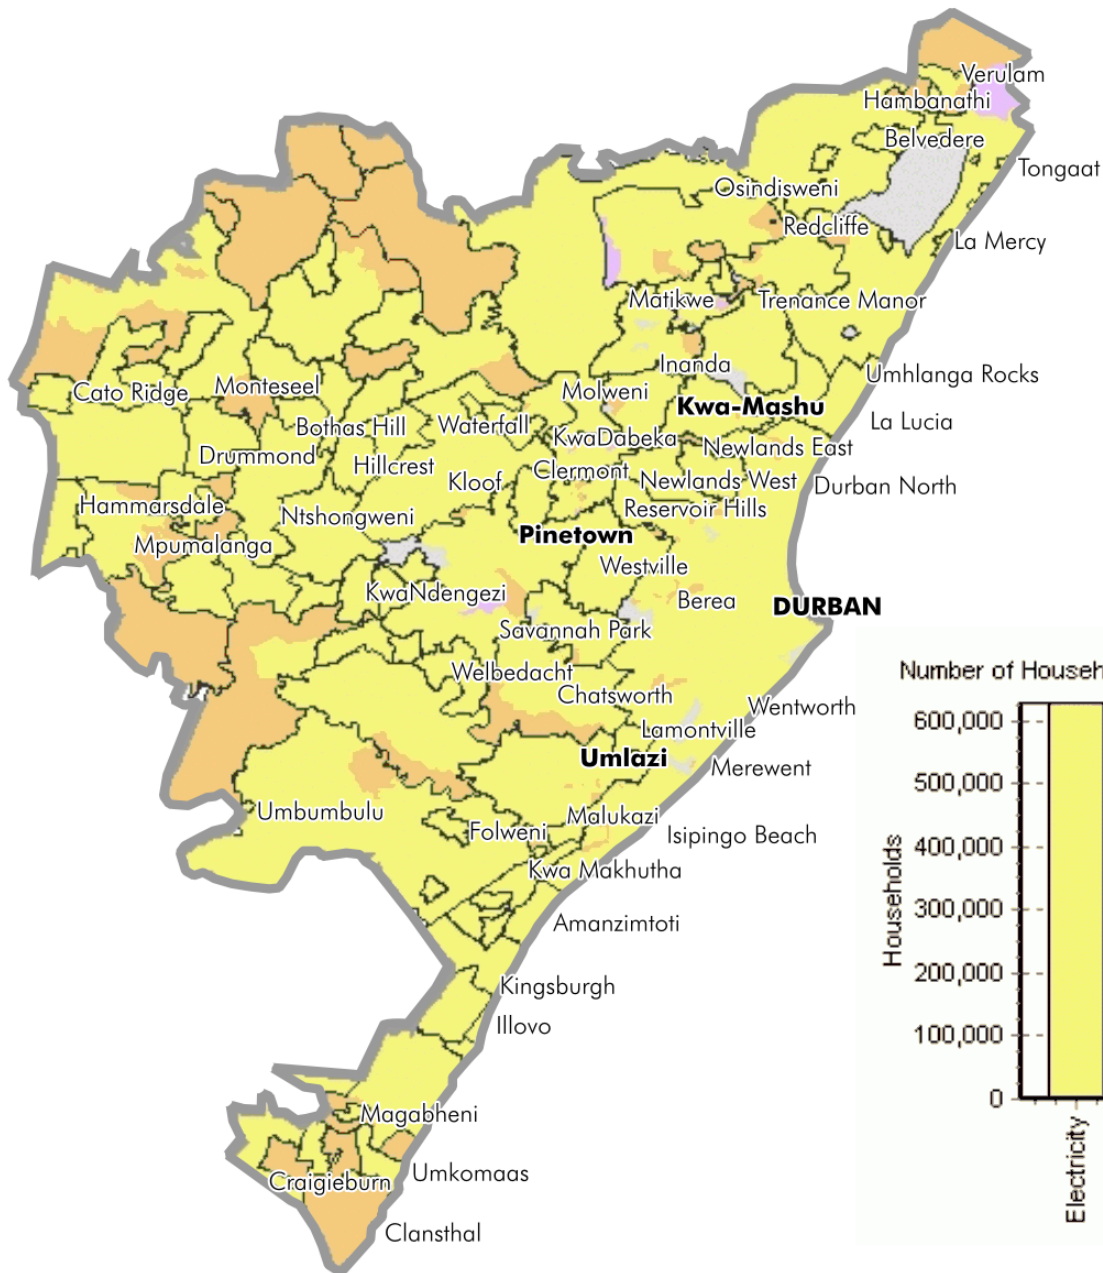 Verulam
Hambanathi
Belvedere
Tongaat
Osindisweni
Redcliffe
La Mercy
Matikwe
Trenance Manor
Inanda
Umhlanga Rocks
Cato Ridge
Monteseel
Molweni
Kwa-Mashu
La Lucia
Bothas Hill
Waterfall
KwaDabeka
Newlands East
Drummond
Hillcrest
Clermont
Kloof
Newlands West
Durban North
Hammarsdale
Ntshongweni
Reservoir Hills
Pinetown
Mpumalanga
Westville
KwaNdengezi
Berea
DURBAN
Savannah Park
Welbedacht
Chatsworth
Wentworth
Lamontville
Umlazi
Merewent
Umbumbulu
Malukazi
Folweni
Isipingo Beach
Kwa Makhutha
Amanzimtoti
Kingsburgh
Illovo
Magabheni
Umkomaas
Craigieburn
Clansthal
Number of Househ
600,000
500,000
400,000
300,000
200,000
100,000
0
Households
Electricity